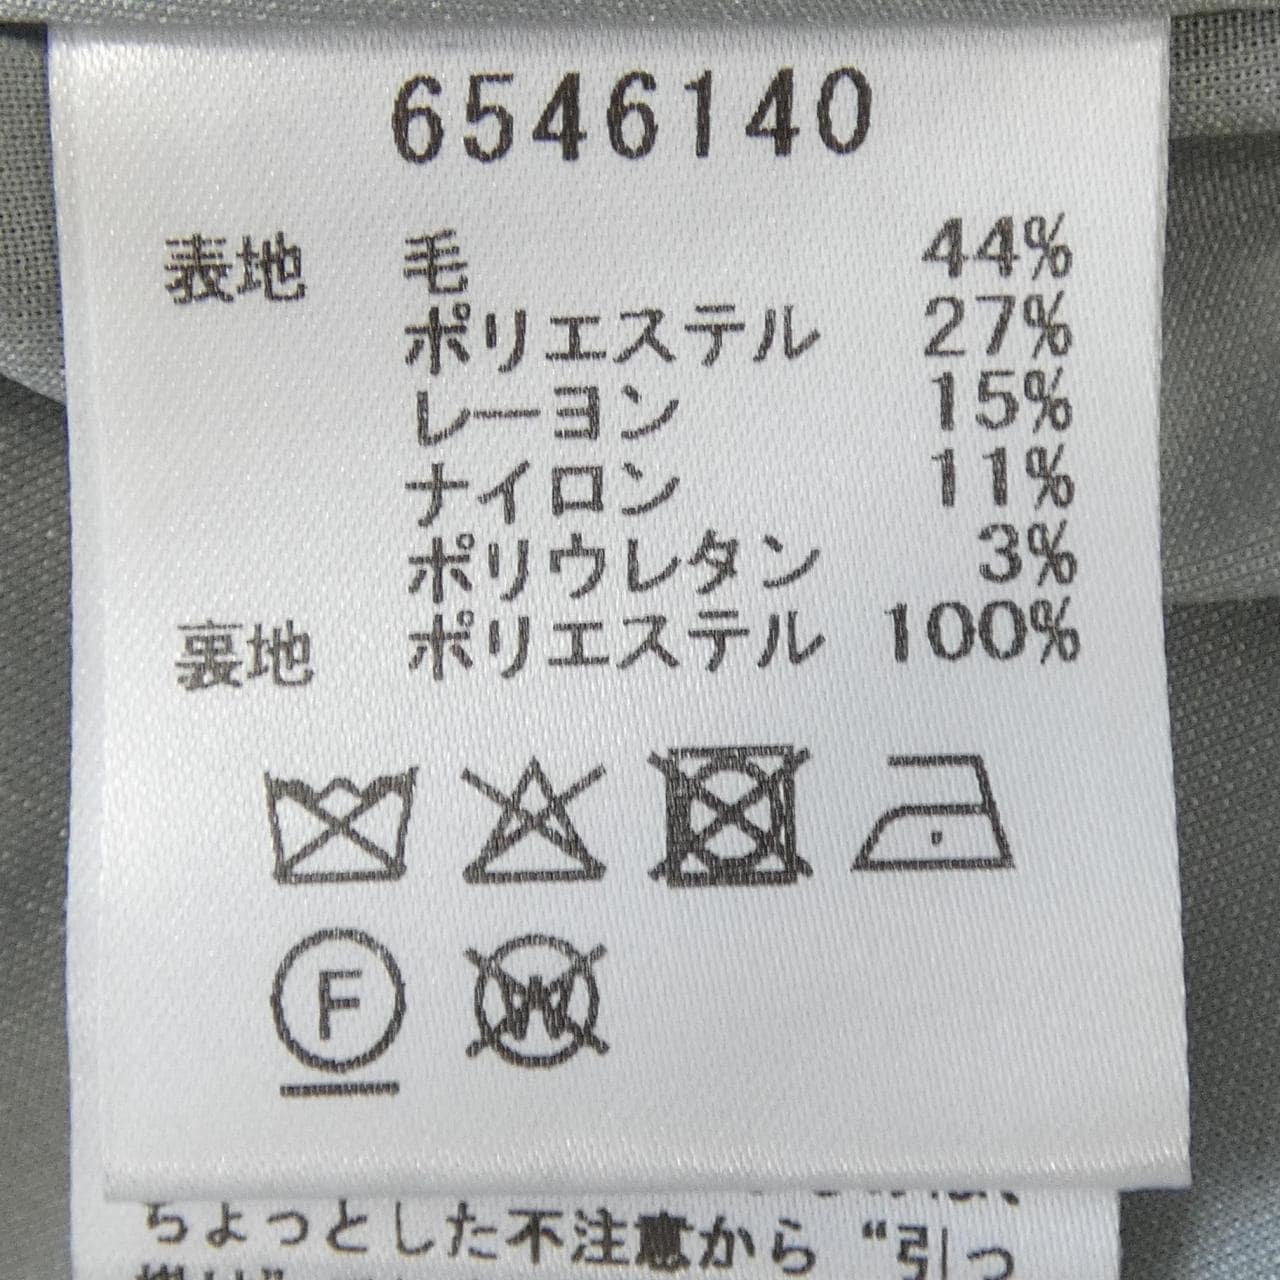 6546140
表地 毛 44%
ポリエステル 27%
レーヨン 15%
ナイロン 11%
ポリウレタン 3%
裏地 ポリエステル 100%
F W
ちょっとした不注意から“引っ